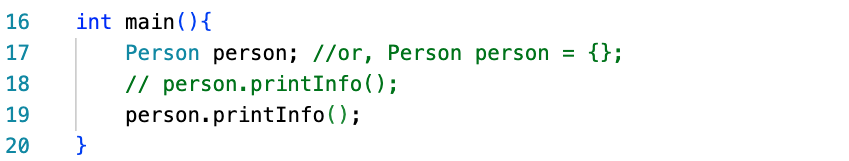 16 int main(){
17 Person person; //or, Person person = {};
18 // person.printInfo();
19 person.printInfo();
20 }